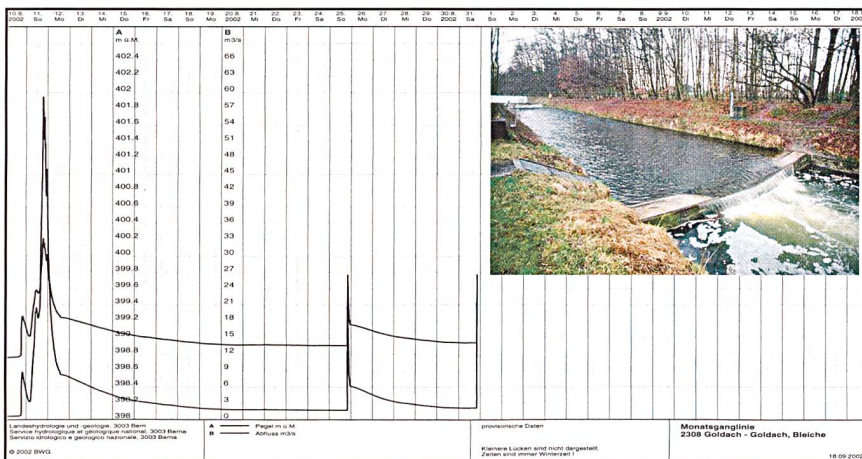 10.8. 11. 12. 13. 14. 15. 16. 17. 18. 19. 20.8. 21. 22. 23. 24. 25. 26. 27. 28. 29. 30.8. 31. 1. 2. 3. 4. 5. 6. 7. 8. 9.9. 10. 11. 12. 13. 14. 15. 16. 17. 18.
2002 So Mo Di Mi Do Fr Sa So Mo 2002 Mi Do Fr Sa So Mo Di Mi Do 2002 Sa So Mo Di Mi Do Fr Sa So 2002 Di Mi Do Fr Sa So Mo Di
A B
m ü.M. m3/s
402.4 66
402.2 63
402 60
401.8 57
401.6 54
401.4 51
401.2 48
401 45
400.8 42
400.6 39
400.4 36
400.2 33
400 30
399.8 27
399.6 24
399.4 21
399.2 18
399 15
398.8 12
398.6 9
398.4 6
398.2 3
398 0
Landeshydrologie und -geologie, 3003 Bern
Service hydrologique et géologique national, 3003 Berne
Servizio idrologico e geologico nazionale, 3003 Berna
© 2002 BWG
A Pegel m ü.M.
B Abfluss m3/s
provisorische Daten
Kleinere Lücken sind nicht dargestellt.
Zeiten sind immer Winterzeit !
Monatsganglinie
2308 Goldach - Goldach, Bleiche
18.09.2002